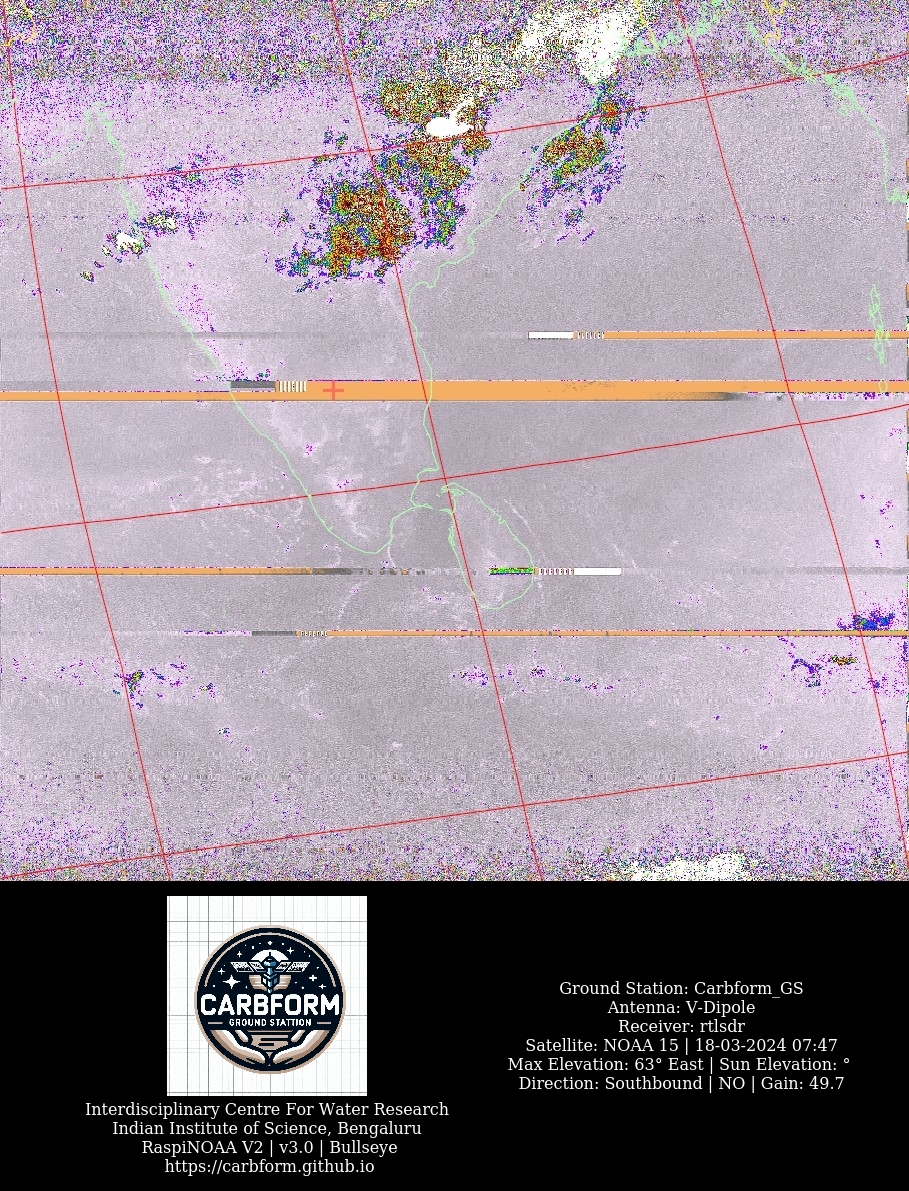 CARBFORM
GROUND STATTION
Interdisciplinary Centre For Water Research
Indian Institute of Science, Bengaluru
RaspiNOAA V2 | v3.0 | Bullseye
https://carbform.github.io
Ground Station: Carbform_GS
Antenna: V-Dipole
Receiver: rtlsdr
Satellite: NOAA 15 | 18-03-2024 07:47
Max Elevation: 63° East | Sun Elevation: °
Direction: Southbound | NO | Gain: 49.7